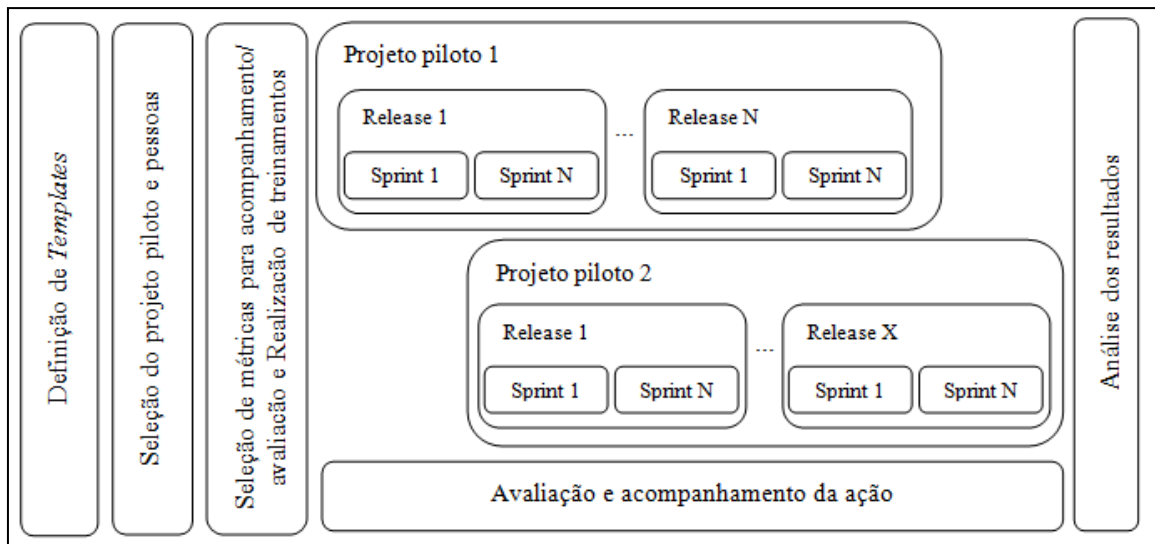 Definição de Templates
Seleção do projeto piloto e pessoas
Seleção de métricas para acompanhamento/
avaliação e Realização de treinamentos
Projeto piloto 1
Release 1
Sprint 1
Sprint N
...
Release N
Sprint 1
Sprint N
Projeto piloto 2
Release 1
Sprint 1
Sprint N
...
Release X
Sprint 1
Sprint N
Avaliação e acompanhamento da ação
Análise dos resultados